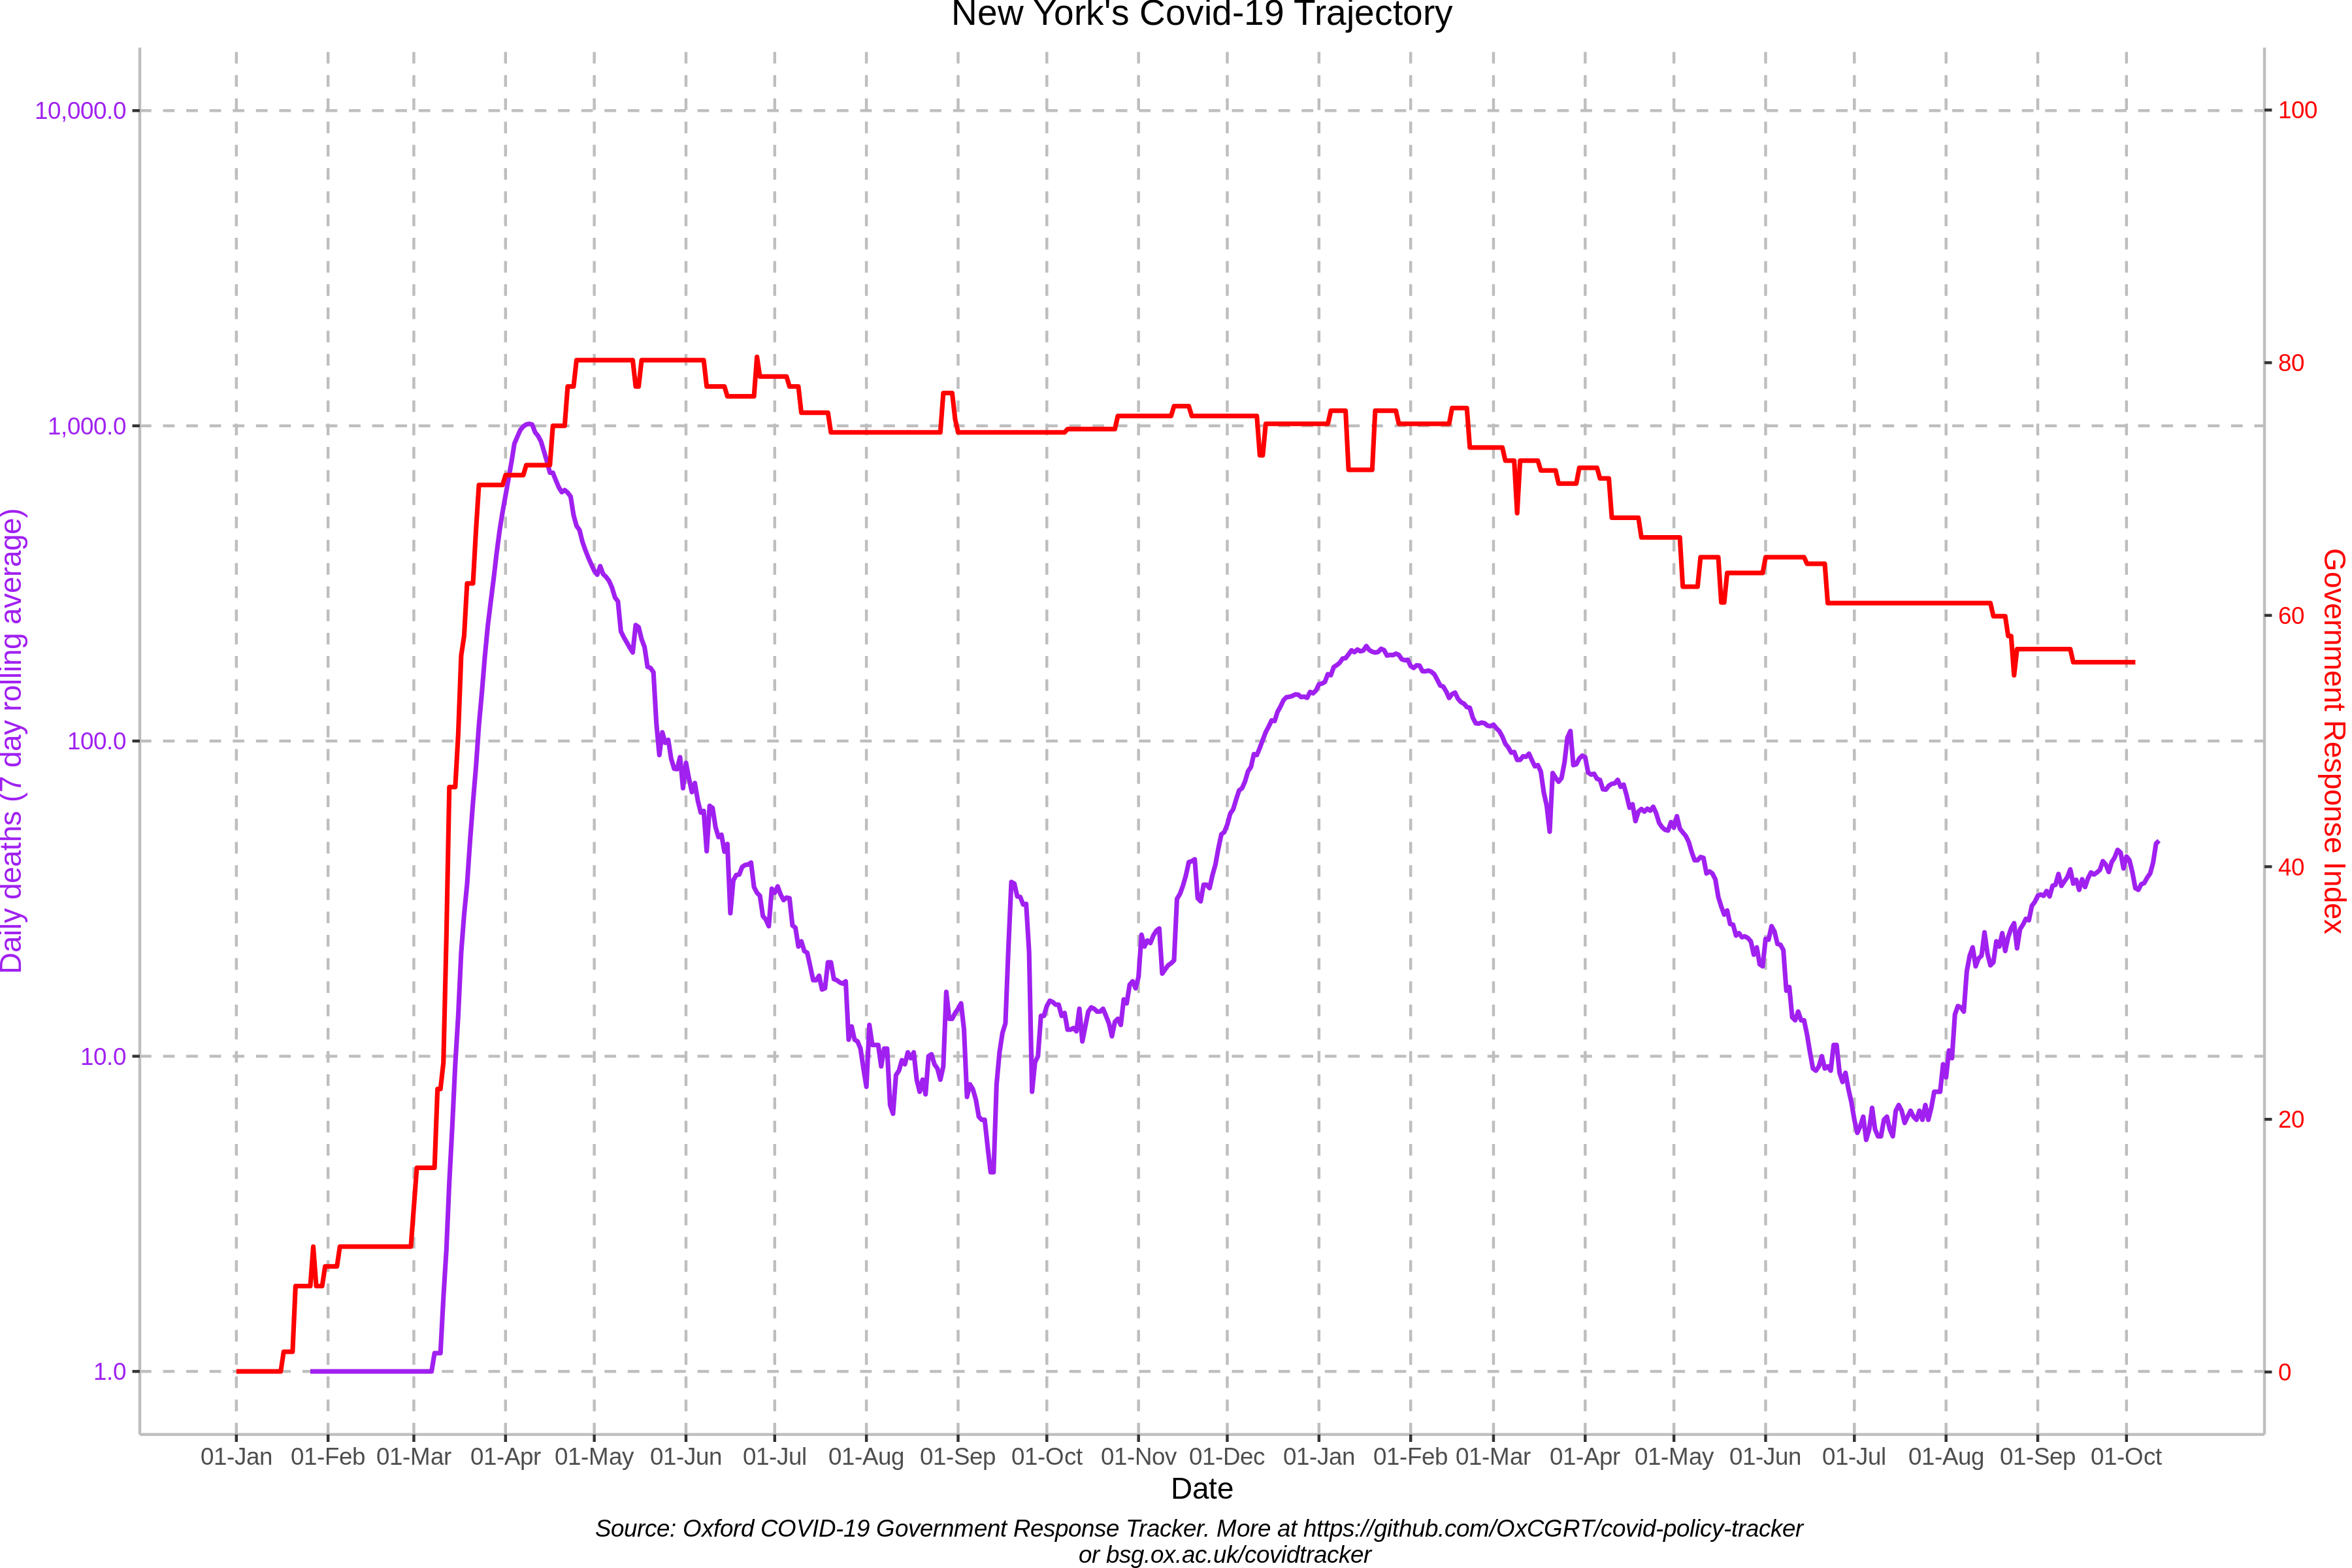 New York's Covid-19 Trajectory
10,000.0
1,000.0
100.0
10.0
1.0
Daily deaths (7 day rolling average)
100
80
60
40
20
0
Government Response Index
01-Jan 01-Feb 01-Mar 01-Apr 01-May 01-Jun 01-Jul 01-Aug 01-Sep 01-Oct 01-Nov 01-Dec 01-Jan 01-Feb 01-Mar 01-Apr 01-May 01-Jun 01-Jul 01-Aug 01-Sep 01-Oct
Date
Source: Oxford COVID-19 Government Response Tracker. More at https://github.com/OxCGRT/covid-policy-tracker
or bsg.ox.ac.uk/covidtracker